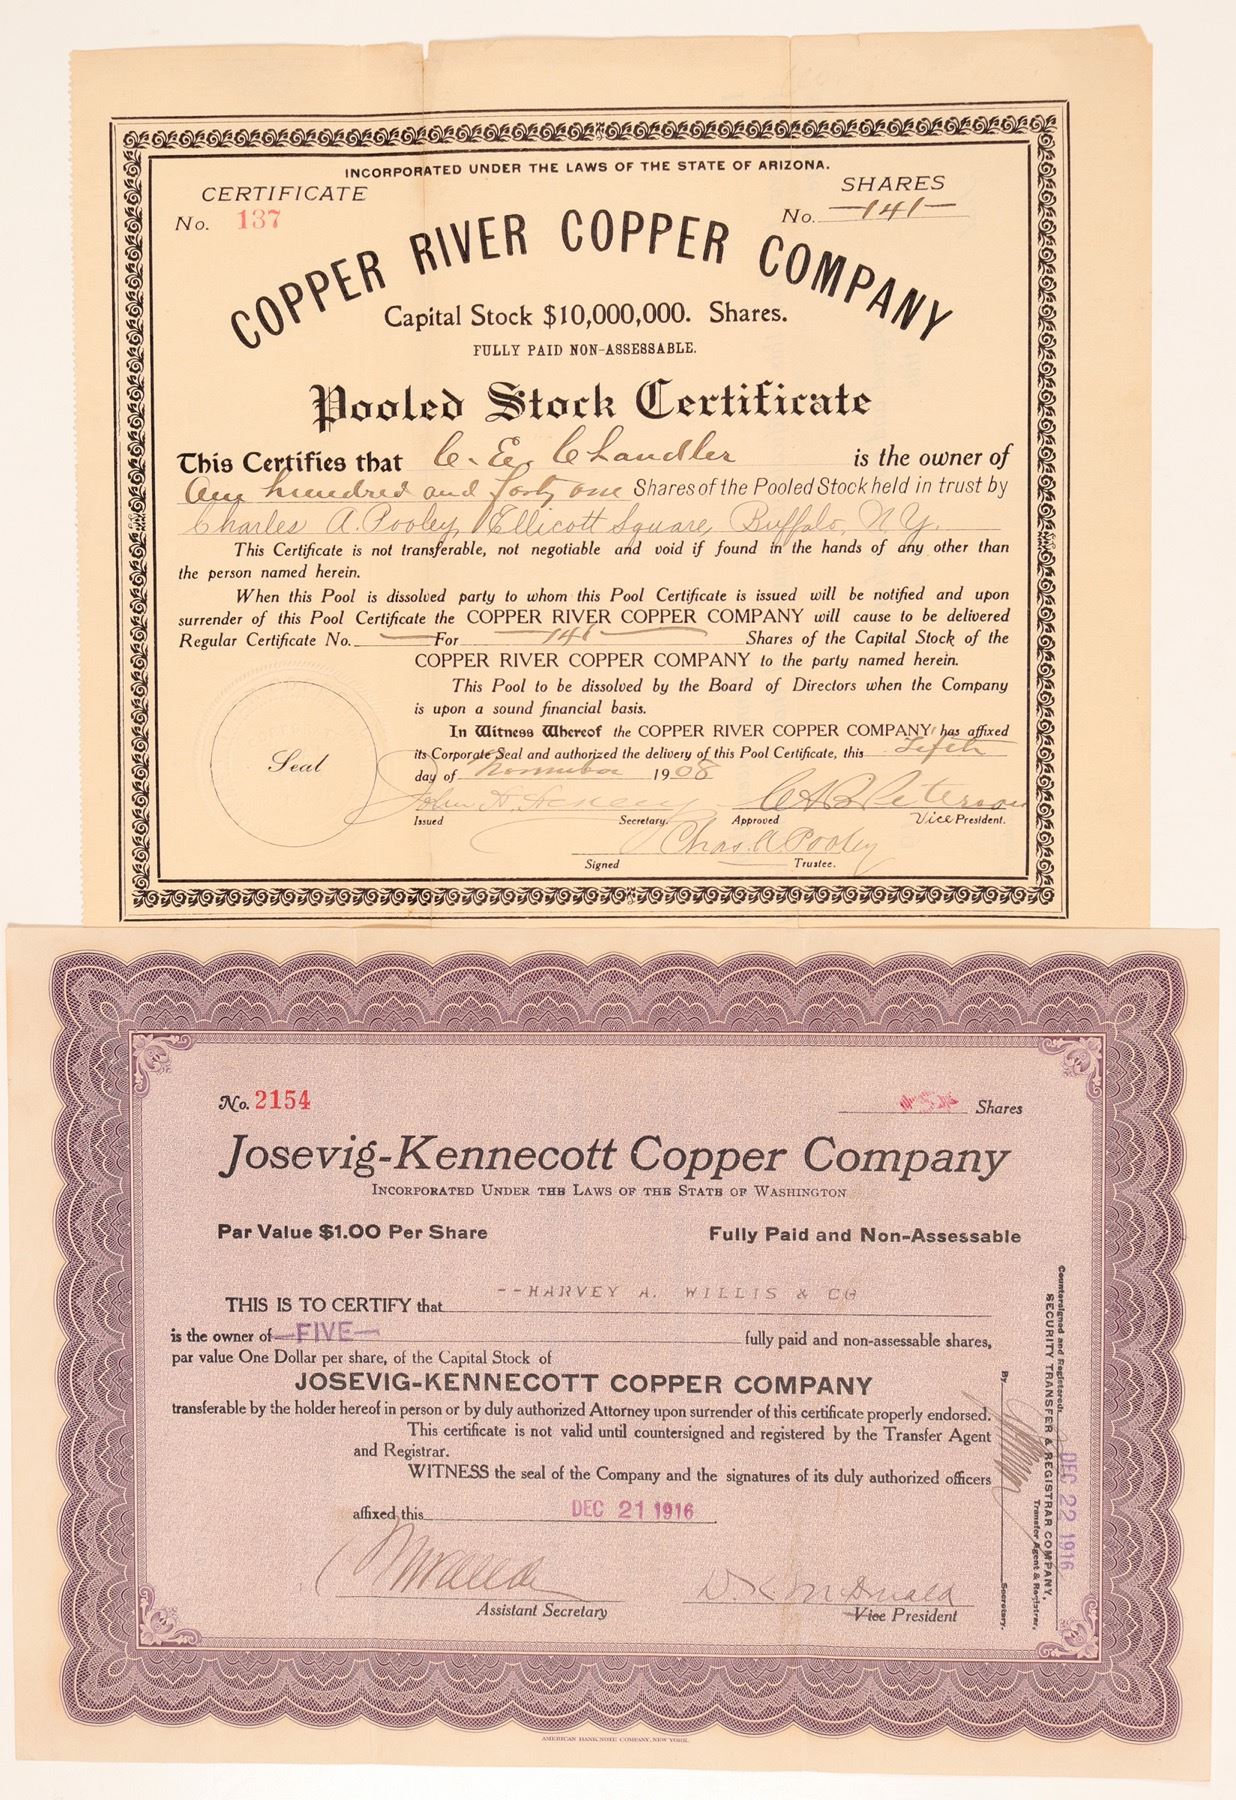 INCORPORATED UNDER THE LAWS OF THE STATE OF ARIZONA.
CERTIFICATE
No. 137
SHARES
No. —141—
COPPER RIVER COPPER COMPANY
Capital Stock $10,000,000. Shares.
FULLY PAID NON-ASSESSABLE.
Pooled Stock Certificate
This Certifies that C. E. Chandler is the owner of
One hundred and forty one Shares of the Pooled Stock held in trust by
Charles A. Pooley, Ellicott Square, Buffalo, N.Y.
This Certificate is not transferable, not negotiable and void if found in the hands of any other than
the person named herein.
When this Pool is dissolved party to whom this Pool Certificate is issued will be notified and upon
surrender of this Pool Certificate the COPPER RIVER COPPER COMPANY will cause to be delivered
Regular Certificate No. — For —141— Shares of the Capital Stock of the
COPPER RIVER COPPER COMPANY to the party named herein.
This Pool to be dissolved by the Board of Directors when the Company
is upon a sound financial basis.
In Witness Whereof the COPPER RIVER COPPER COMPANY has affixed
its Corporate Seal and authorized the delivery of this Pool Certificate, this Fifth
day of November 1908
Seal
John H. C A B Peterson
Issued Secretary. Approved Vice President.
Chas. A. Pooley
Signed Trustee.
No. 2154
Shares
Josevig-Kennecott Copper Company
INCORPORATED UNDER THE LAWS OF THE STATE OF WASHINGTON
Par Value $1.00 Per Share Fully Paid and Non-Assessable
THIS IS TO CERTIFY that --HARVEY A. WILLIS & CO
is the owner of —FIVE— fully paid and non-assessable shares,
par value One Dollar per share, of the Capital Stock of
JOSEVIG-KENNECOTT COPPER COMPANY
transferable by the holder hereof in person or by duly authorized Attorney upon surrender of this certificate properly endorsed.
This certificate is not valid until countersigned and registered by the Transfer Agent
and Registrar.
WITNESS the seal of the Company and the signatures of its duly authorized officers
affixed this DEC 21 1916
D. K. McDonald
Assistant Secretary Vice President
Countersigned and Registered. DEC 22 1916
SECURITY TRANSFER & REGISTRAR COMPANY,
Transfer Agent & Registrar,
By Secretary.
AMERICAN BANK NOTE COMPANY, NEW YORK.